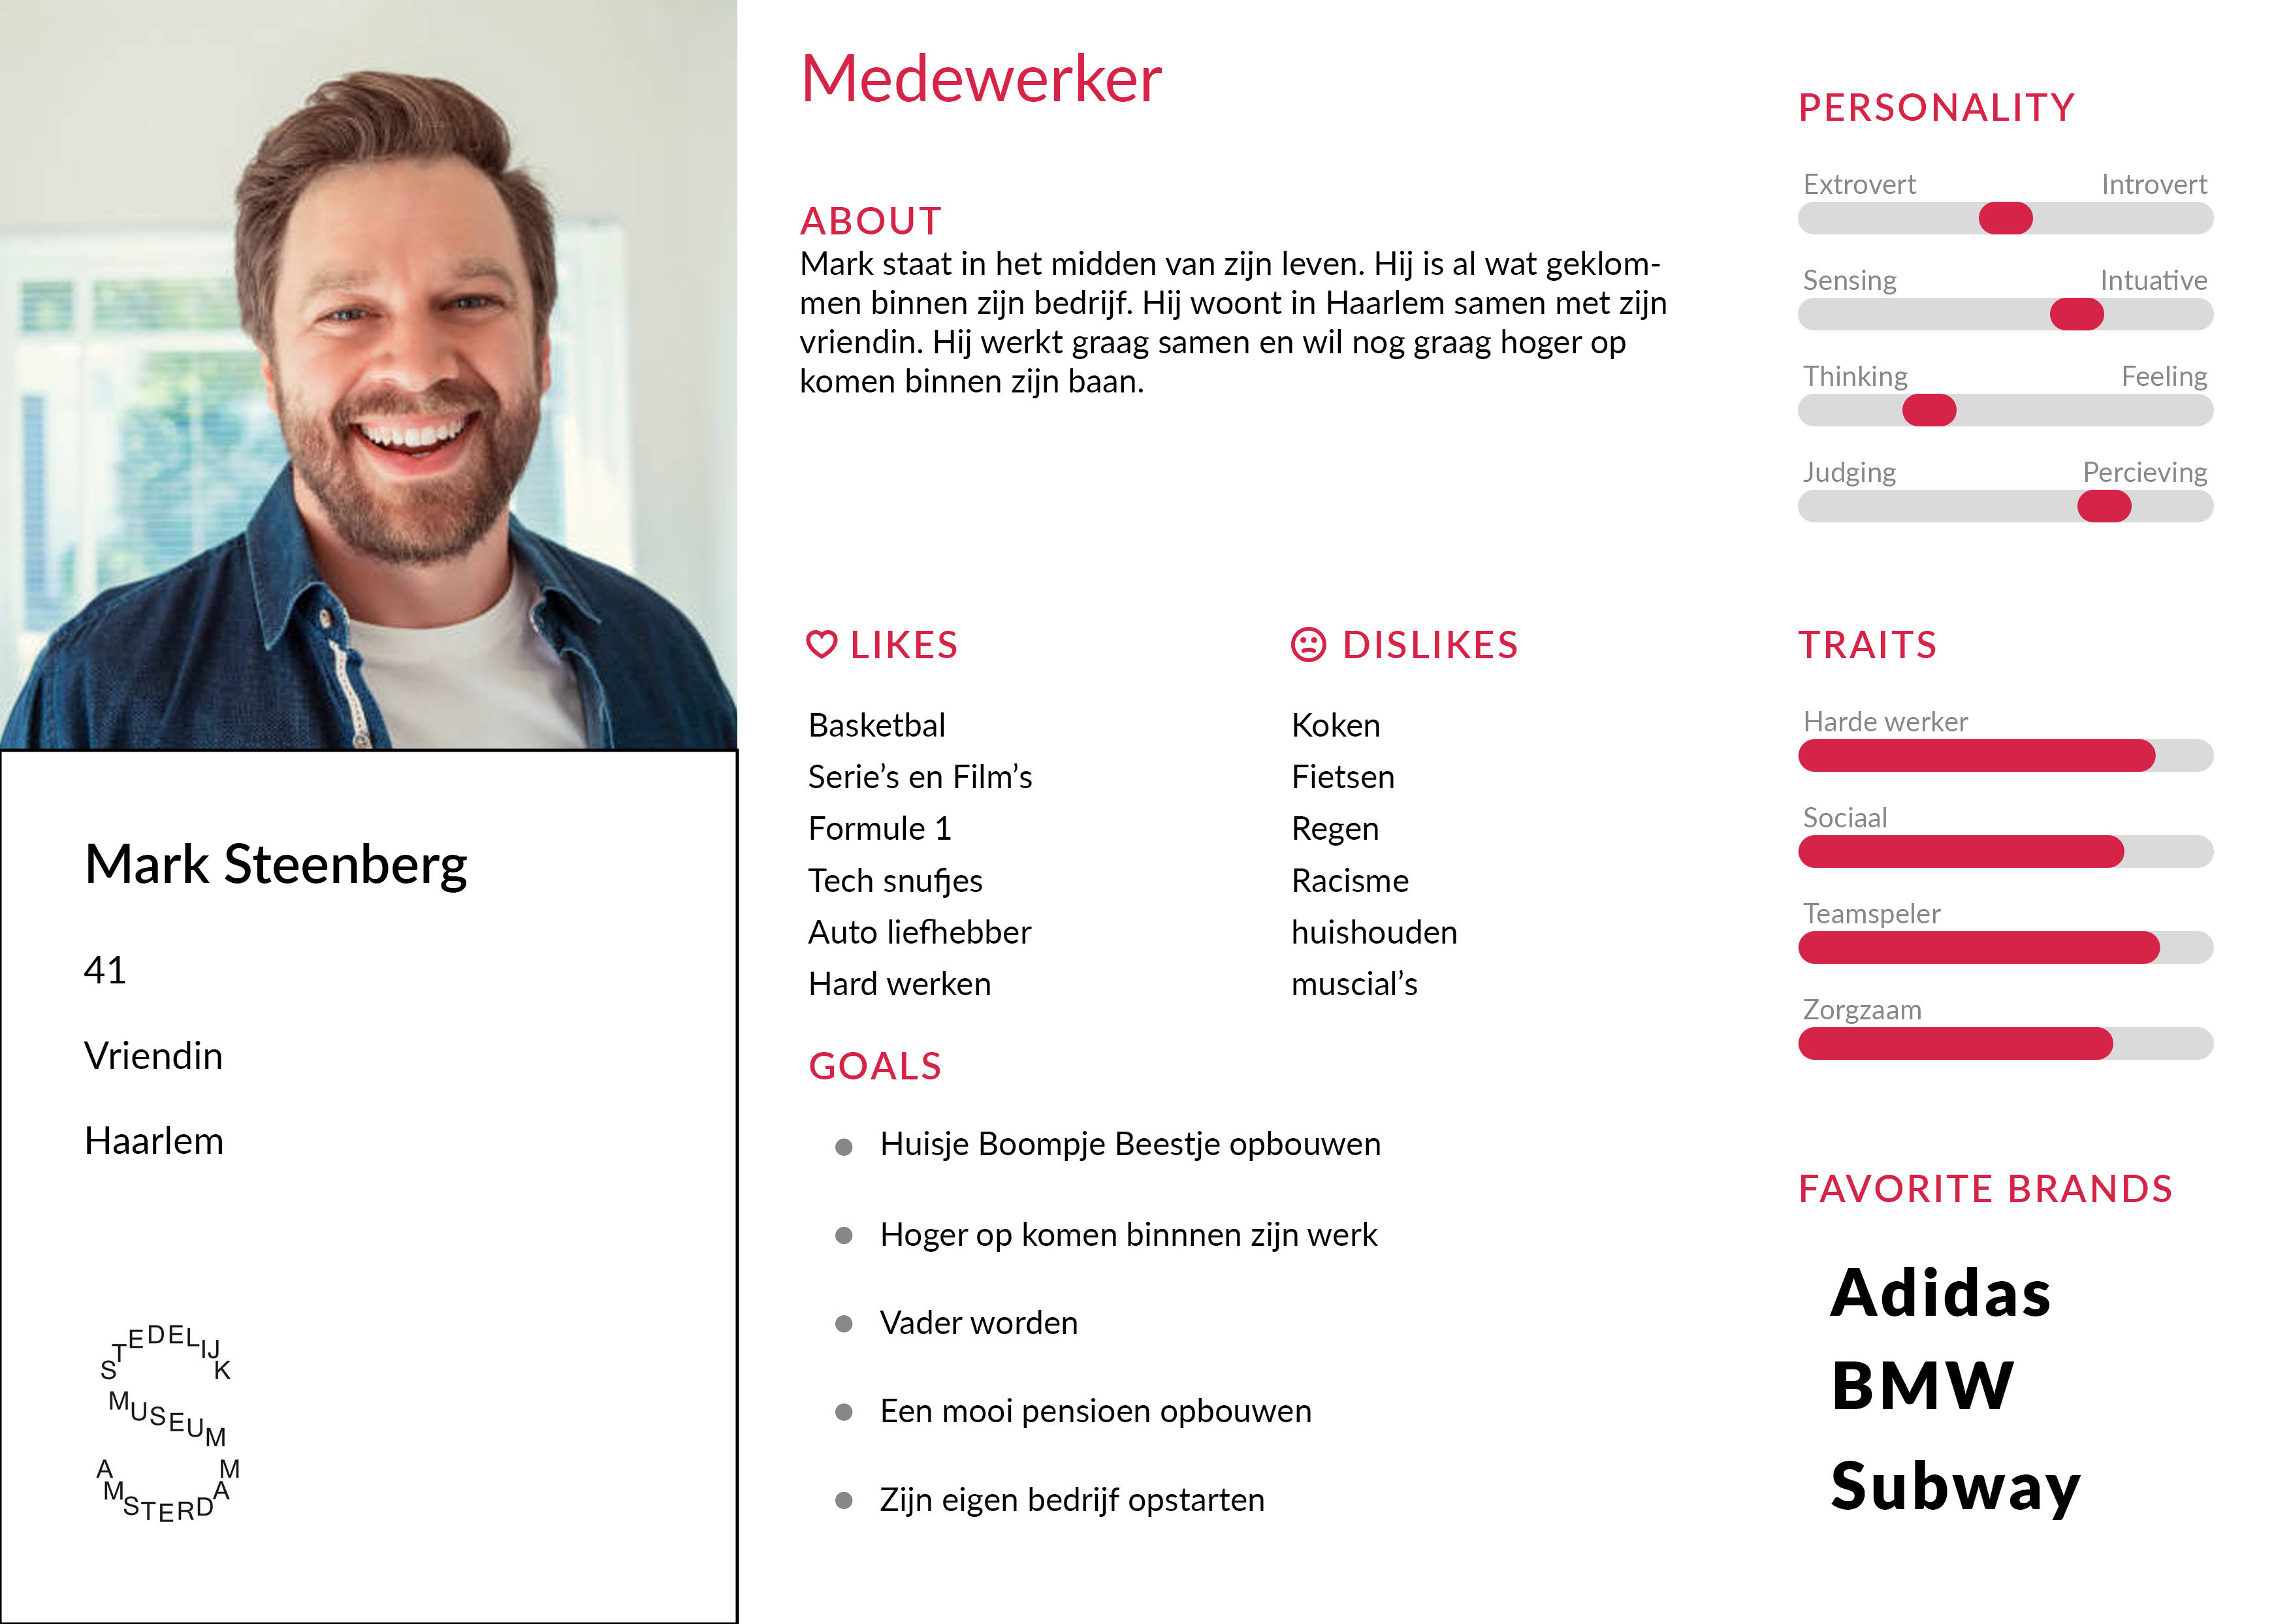 Medewerker
ABOUT
Mark staat in het midden van zijn leven. Hij is al wat geklom-
men binnen zijn bedrijf. Hij woont in Haarlem samen met zijn
vriendin. Hij werkt graag samen en wil nog graag hoger op
komen binnen zijn baan.
LIKES
Basketbal
Serie's en Film's
Formule 1
Tech snufjes
Auto liefhebber
Hard werken
DISLIKES
Koken
Fietsen
Regen
Racisme
huishouden
muscial's
GOALS
Huisje Boompje Beestje opbouwen
Hoger op komen binnnen zijn werk
Vader worden
Een mooi pensioen opbouwen
Zijn eigen bedrijf opstarten
PERSONALITY
Extrovert Introvert
Sensing Intuative
Thinking Feeling
Judging Percieving
TRAITS
Harde werker
Sociaal
Teamspeler
Zorgzaam
FAVORITE BRANDS
Adidas
BMW
Subway
Mark Steenberg
41
Vriendin
Haarlem
STEDELIJK
MUSEUM
AMSTERDAM